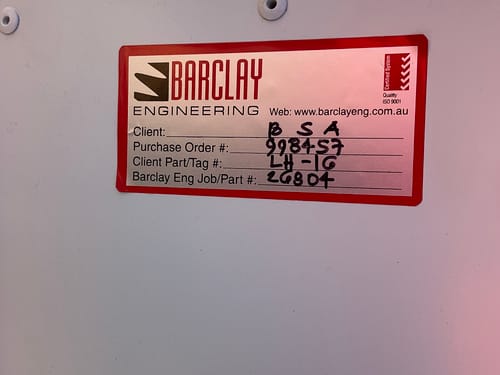 BARCLAY
ENGINEERING Web: www.barclayeng.com.au
Certified System
Quality
ISO 9001
Client: B S A
Purchase Order #: 998457
Client Part/Tag #: LH-16
Barclay Eng Job/Part #: 26804